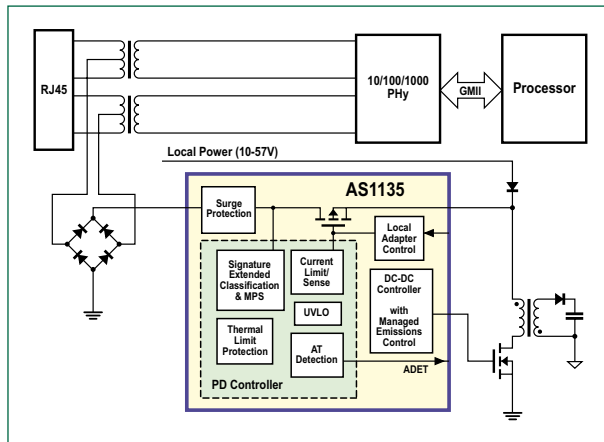 RJ45
10/100/1000
PHy
GMII
Processor
Local Power (10-57V)
AS1135
Surge
Protection
Local
Adapter
Control
Signature
Extended
Classification
& MPS
Current
Limit/
Sense
DC-DC
Controller
with
Managed
Emissions
Control
UVLO
Thermal
Limit
Protection
AT
Detection
ADET
PD Controller